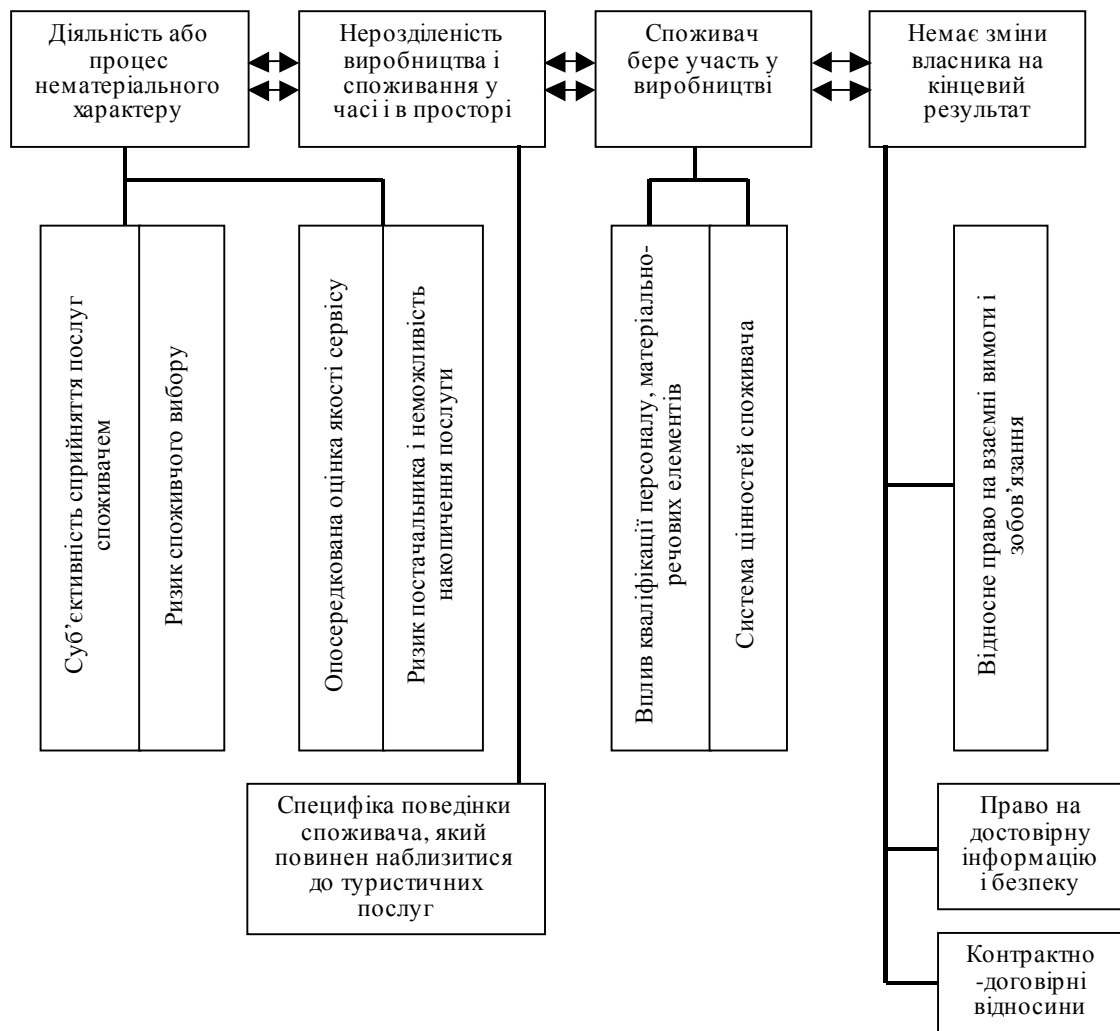 Діяльність або
процес
нематеріального
характеру
Нерозділеність
виробництва і
споживання у
часі і в просторі
Споживач
бере участь у
виробництві
Немає зміни
власника на
кінцевий
результат
Суб’єктивність сприйняття послуг
споживачем
Ризик споживчого вибору
Опосередкована оцінка якості сервісу
Ризик постачальника і неможливість
накопичення послуги
Вплив кваліфікації персоналу, матеріально-
речових елементів
Система цінностей споживача
Відносне право на взаємні вимоги і
зобов’язання
Специфіка поведінки
споживача, який
повинен наблизитися
до туристичних
послуг
Право на
достовірну
інформацію
і безпеку
Контрактно
-договірні
відносини